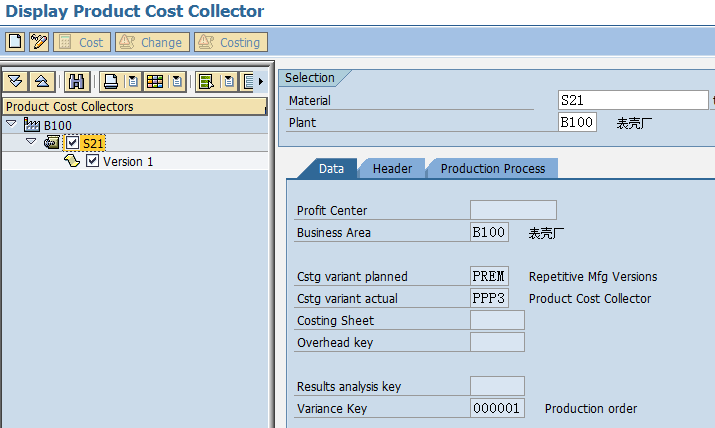 Display Product Cost Collector
Cost Change Costing
Product Cost Collectors
B100
S21
Version 1
Selection
Material S21
Plant B100 表壳厂
Data Header Production Process
Profit Center
Business Area B100 表壳厂
Cstg variant planned PREM Repetitive Mfg Versions
Cstg variant actual PPP3 Product Cost Collector
Costing Sheet
Overhead key
Results analysis key
Variance Key 000001 Production order